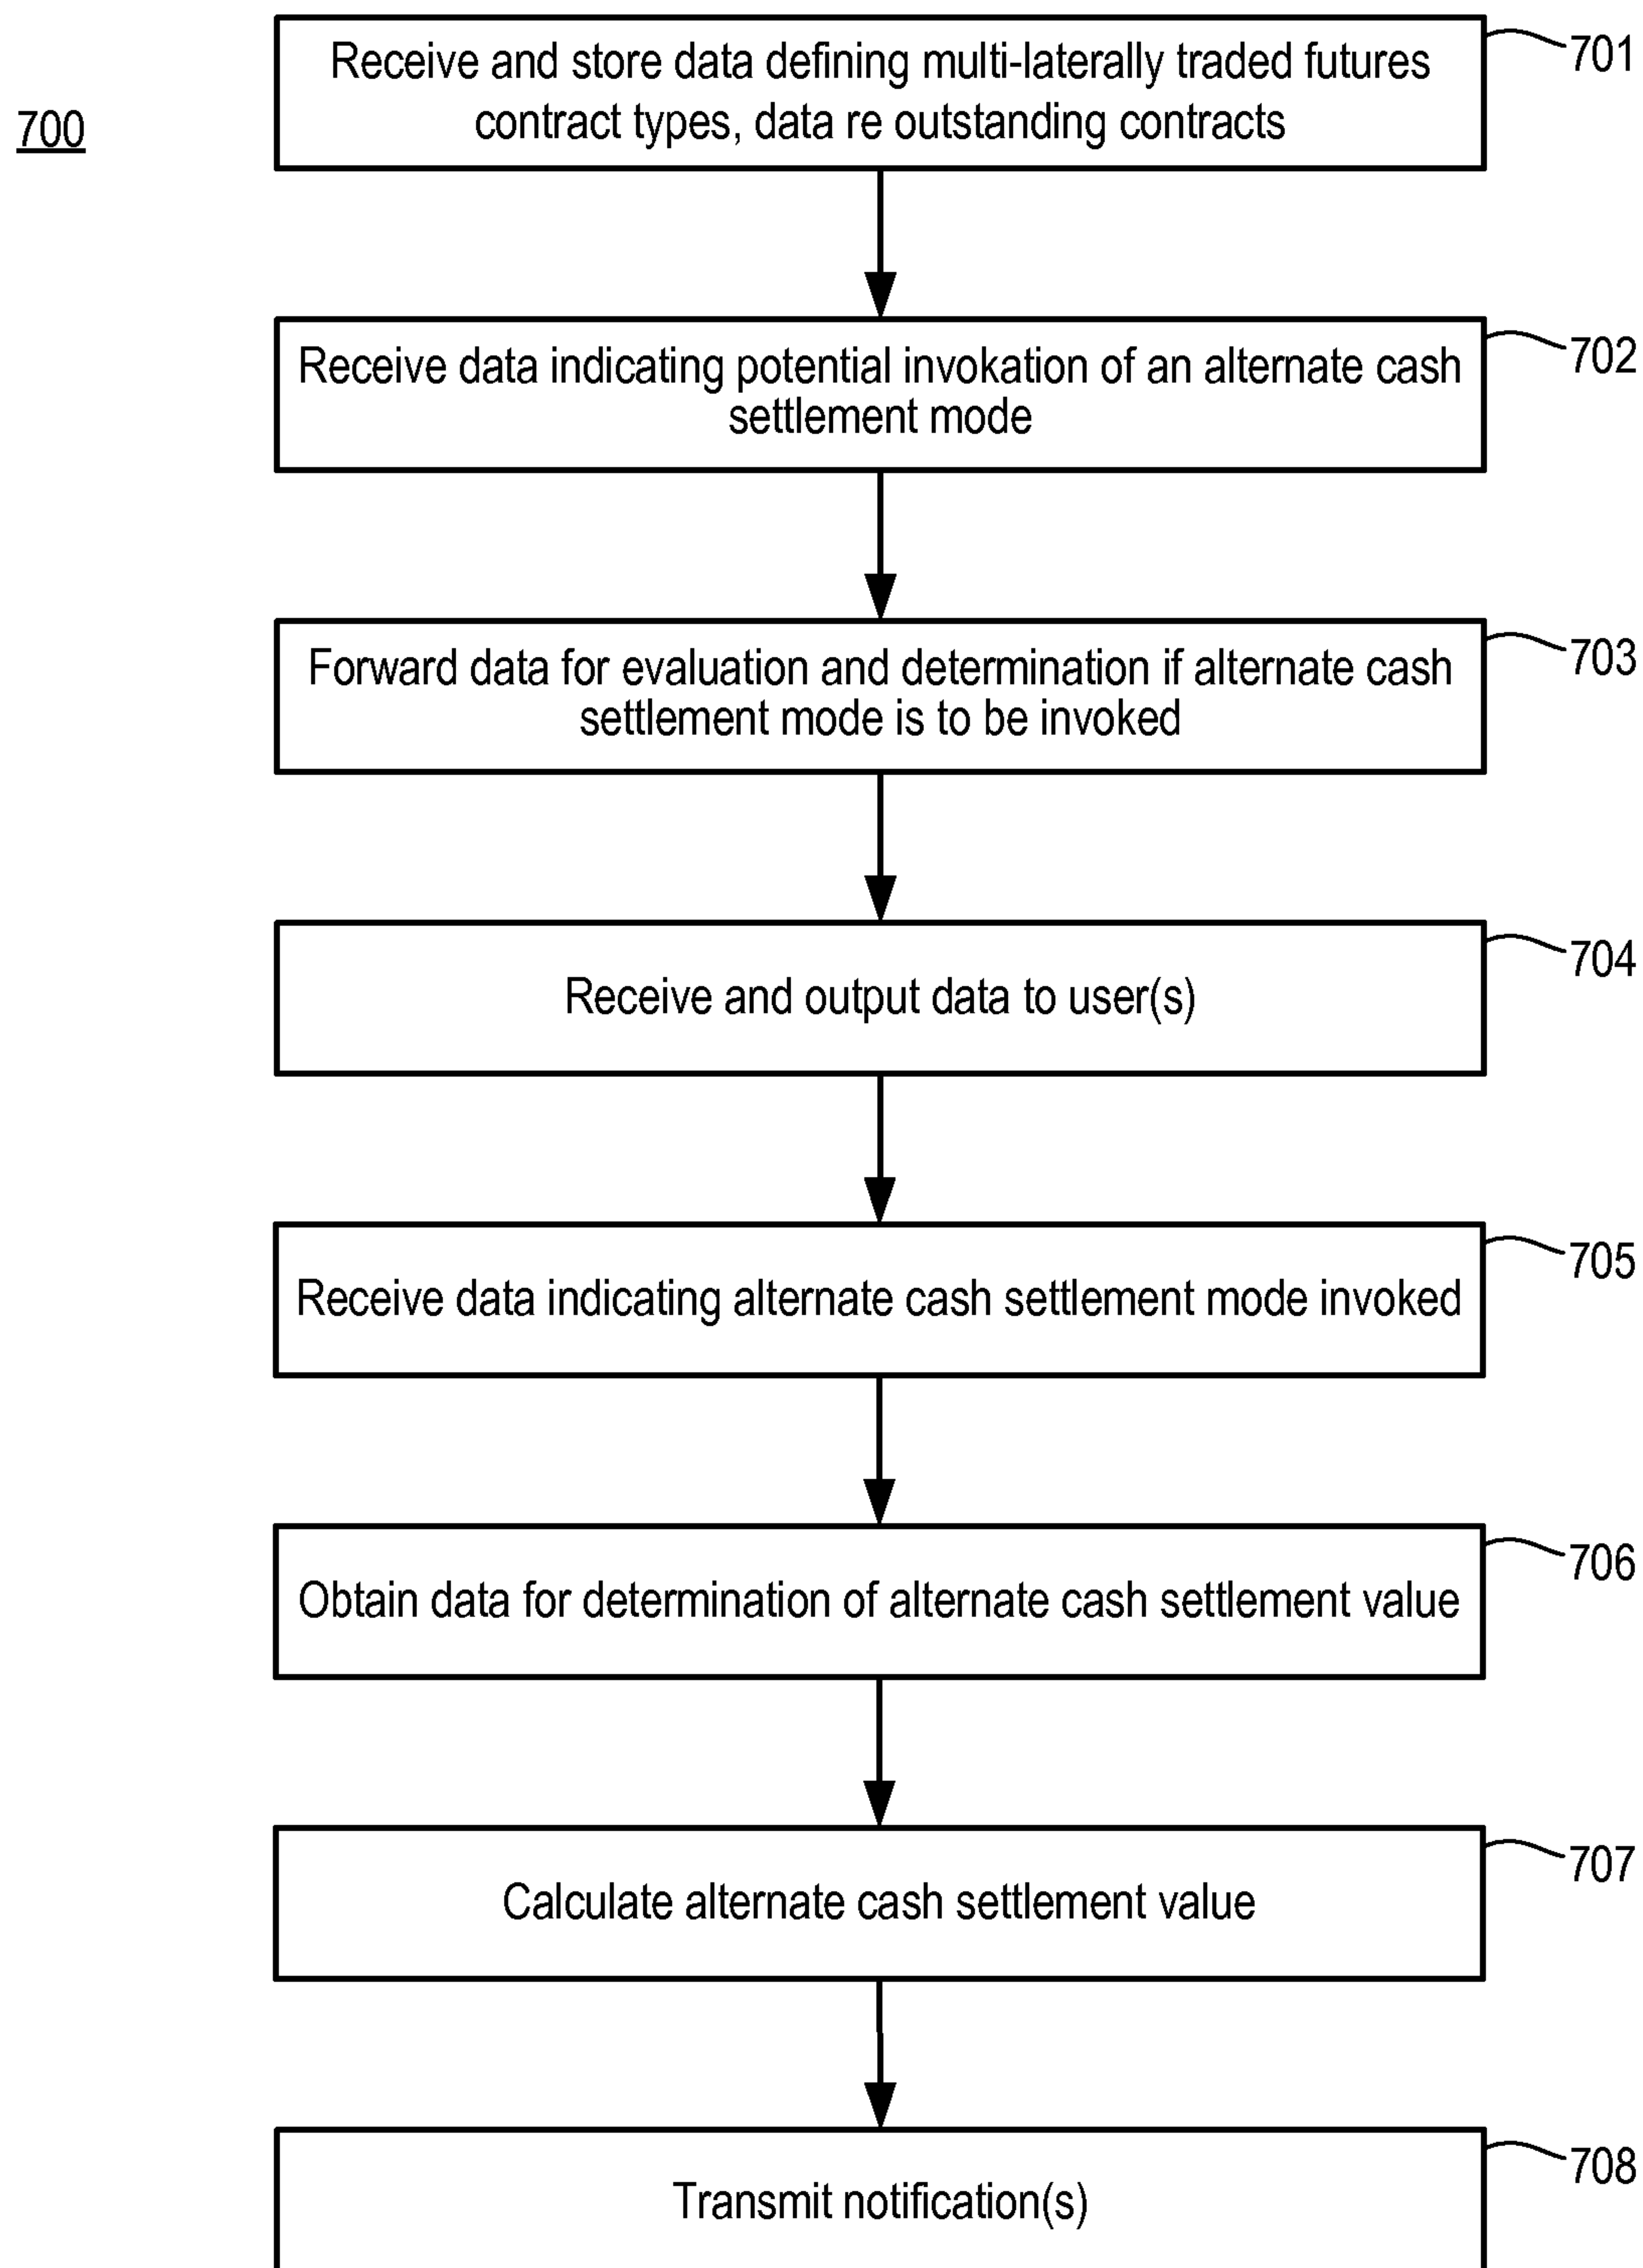 700
Receive and store data defining multi-laterally traded futures
contract types, data re outstanding contracts
701
Receive data indicating potential invokation of an alternate cash
settlement mode
702
Forward data for evaluation and determination if alternate cash
settlement mode is to be invoked
703
Receive and output data to user(s)
704
Receive data indicating alternate cash settlement mode invoked
705
Obtain data for determination of alternate cash settlement value
706
Calculate alternate cash settlement value
707
Transmit notification(s)
708